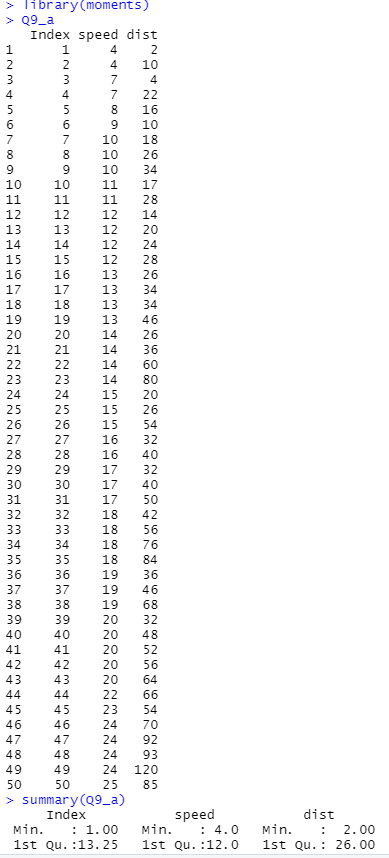 > library(moments)
> Q9_a
Index speed dist
1 1 4 2
2 2 4 10
3 3 7 4
4 4 7 22
5 5 8 16
6 6 9 10
7 7 10 18
8 8 10 26
9 9 10 34
10 10 11 17
11 11 11 28
12 12 12 14
13 13 12 20
14 14 12 24
15 15 12 28
16 16 13 26
17 17 13 34
18 18 13 34
19 19 13 46
20 20 14 26
21 21 14 36
22 22 14 60
23 23 14 80
24 24 15 20
25 25 15 26
26 26 15 54
27 27 16 32
28 28 16 40
29 29 17 32
30 30 17 40
31 31 17 50
32 32 18 42
33 33 18 56
34 34 18 76
35 35 18 84
36 36 19 36
37 37 19 46
38 38 19 68
39 39 20 32
40 40 20 48
41 41 20 52
42 42 20 56
43 43 20 64
44 44 22 66
45 45 23 54
46 46 24 70
47 47 24 92
48 48 24 93
49 49 24 120
50 50 25 85
> summary(Q9_a)
Index speed dist
Min. : 1.00 Min. : 4.0 Min. : 2.00
1st Qu.:13.25 1st Qu.:12.0 1st Qu.: 26.00